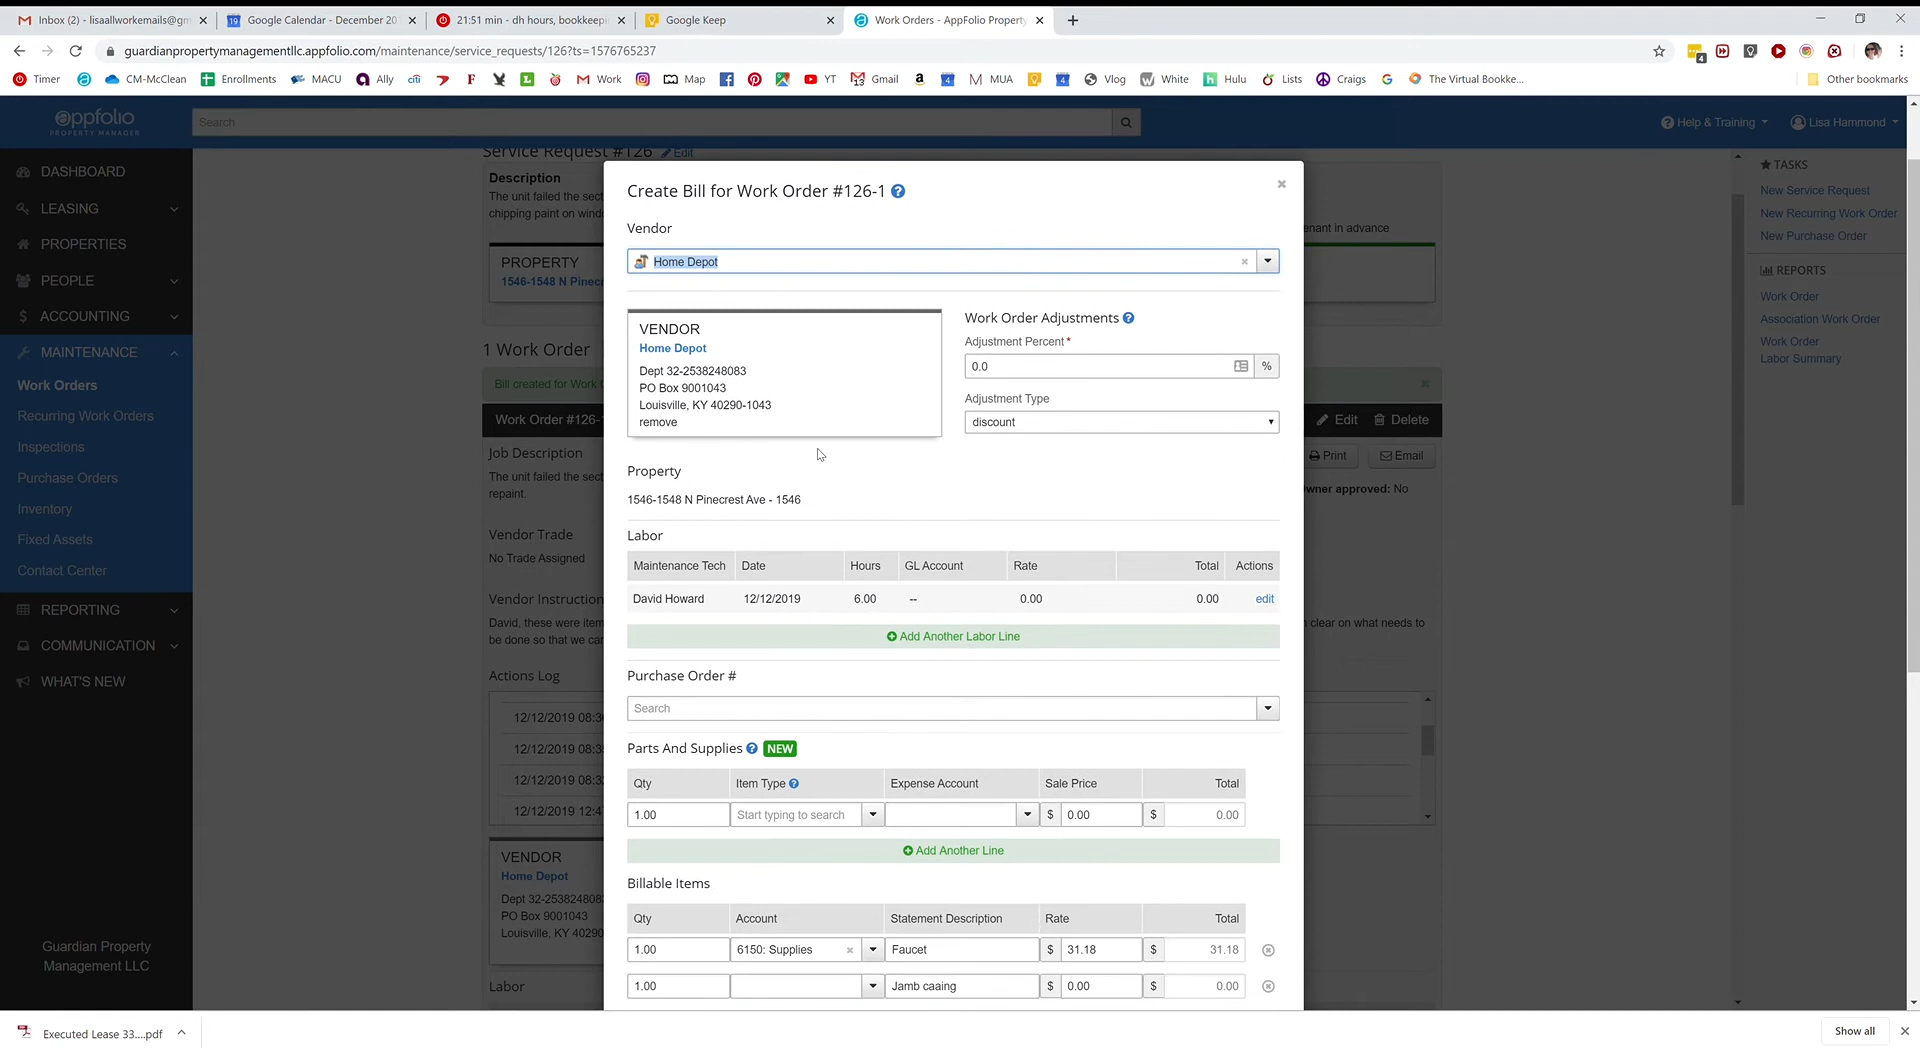 Inbox (2) - lisaallworkemails@gm
Google Calendar - December 20
21:51 min - dh hours, bookkeepi
Google Keep
Work Orders - AppFolio Property
guardianpropertymanagementllc.appfolio.com/maintenance/service_requests/126?ts=1576765237
Timer
CM-McClean
Enrollments
MACU
Ally
citi
Work
Map
YT
Gmail
MUA
Vlog
White
Hulu
Lists
Craigs
The Virtual Bookke...
Other bookmarks
appfolio
PROPERTY MANAGER
Search
Help & Training
Lisa Hammond
DASHBOARD
LEASING
PROPERTIES
PEOPLE
ACCOUNTING
MAINTENANCE
Work Orders
Recurring Work Orders
Inspections
Purchase Orders
Inventory
Fixed Assets
Contact Center
REPORTING
COMMUNICATION
WHAT'S NEW
Guardian Property
Management LLC
Service Request #126 Edit
Description
The unit failed the sect
chipping paint on windo
enant in advance
PROPERTY
1546-1548 N Pinecr
1 Work Order
Bill created for Work O
Work Order #126-
Edit Delete
Job Description
Print Email
The unit failed the sect
repaint.
wner approved: No
Vendor Trade
No Trade Assigned
Vendor Instruction
David, these were item
n clear on what needs to
be done so that we car
Actions Log
12/12/2019 08:36
12/12/2019 08:35
12/12/2019 08:32
12/12/2019 12:47
VENDOR
Home Depot
Dept 32-2538248083
PO Box 9001043
Louisville, KY 40290
Labor
Create Bill for Work Order #126-1
Vendor
Home Depot
VENDOR
Home Depot
Dept 32-2538248083
PO Box 9001043
Louisville, KY 40290-1043
remove
Work Order Adjustments
Adjustment Percent *
0.0 %
Adjustment Type
discount
Property
1546-1548 N Pinecrest Ave - 1546
Labor
Maintenance Tech Date Hours GL Account Rate Total Actions
David Howard 12/12/2019 6.00 -- 0.00 0.00 edit
Add Another Labor Line
Purchase Order #
Search
Parts And Supplies NEW
Qty Item Type Expense Account Sale Price Total
1.00 Start typing to search $ 0.00 $ 0.00
Add Another Line
Billable Items
Qty Account Statement Description Rate Total
1.00 6150: Supplies Faucet $ 31.18 $ 31.18
1.00 Jamb caaing $ 0.00 $ 0.00
TASKS
New Service Request
New Recurring Work Order
New Purchase Order
REPORTS
Work Order
Association Work Order
Work Order
Labor Summary
Executed Lease 33....pdf
Show all